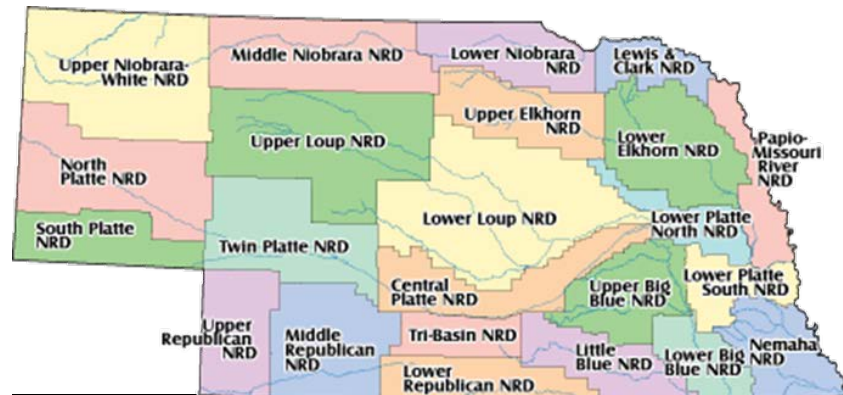 Upper Niobrara-
White NRD
Middle Niobrara NRD
Lower Niobrara
NRD
Lewis &
Clark NRD
Upper Loup NRD
Upper Elkhorn
NRD
Lower
Elkhorn NRD
Papio-
Missouri
River
NRD
North
Platte NRD
South Platte
NRD
Twin Platte NRD
Lower Loup NRD
Lower Platte
North NRD
Central
Platte NRD
Upper Big
Blue NRD
Lower Platte
South NRD
Upper
Republican
NRD
Middle
Republican
NRD
Tri-Basin NRD
Little
Blue NRD
Lower Big
Blue NRD
Nemaha
NRD
Lower
Republican NRD